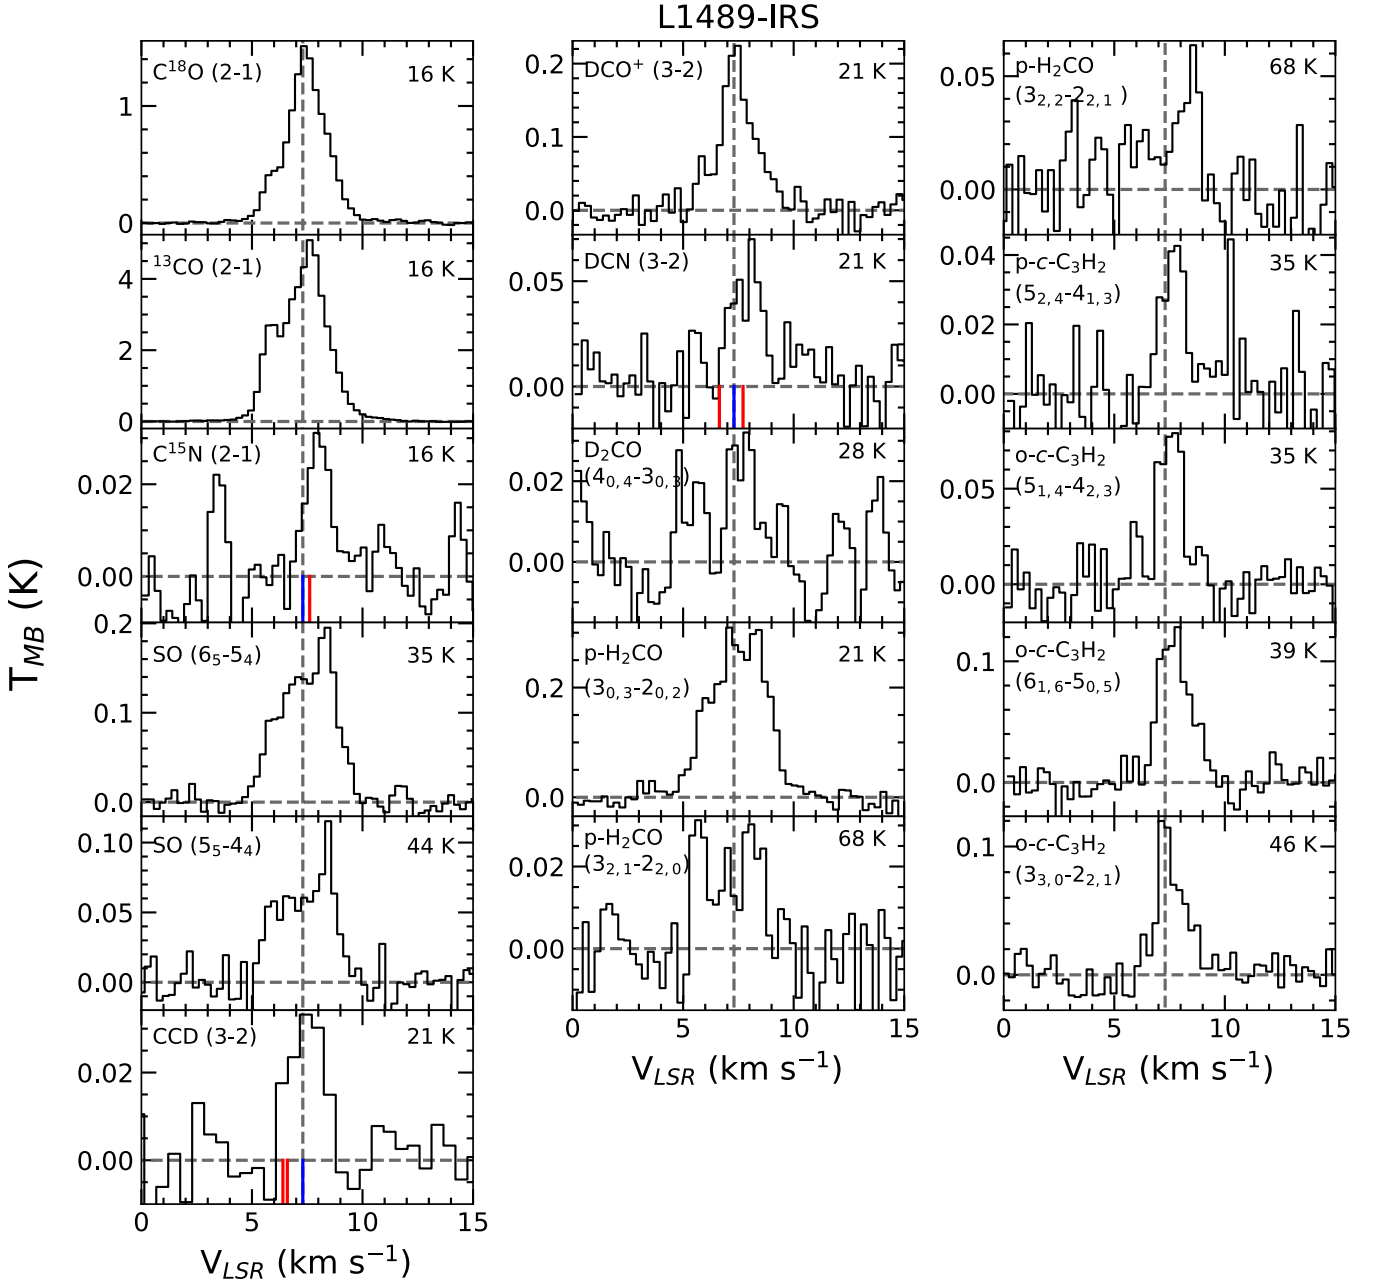 L1489-IRS
C¹⁸O (2-1) 16 K
1
0
¹³CO (2-1) 16 K
4
2
0
C¹⁵N (2-1) 16 K
0.02
0.00
SO (6₅-5₄) 35 K
0.2
0.1
0.0
SO (5₅-4₄) 44 K
0.10
0.05
0.00
CCD (3-2) 21 K
0.02
0.00
0 5 10 15
V_LSR (km s⁻¹)
T_MB (K)
DCO⁺ (3-2) 21 K
0.2
0.1
0.0
DCN (3-2) 21 K
0.05
0.00
D₂CO 28 K
(4₀,₄-3₀,₃)
0.02
0.00
p-H₂CO 21 K
(3₀,₃-2₀,₂)
0.2
0.0
p-H₂CO 68 K
(3₂,₁-2₂,₀)
0.02
0.00
0 5 10 15
V_LSR (km s⁻¹)
p-H₂CO 68 K
(3₂,₂-2₂,₁ )
0.05
0.00
p-c-C₃H₂ 35 K
(5₂,₄-4₁,₃)
0.04
0.02
0.00
o-c-C₃H₂ 35 K
(5₁,₄-4₂,₃)
0.05
0.00
o-c-C₃H₂ 39 K
(6₁,₆-5₀,₅)
0.1
0.0
o-c-C₃H₂ 46 K
(3₃,₀-2₂,₁)
0.1
0.0
0 5 10 15
V_LSR (km s⁻¹)